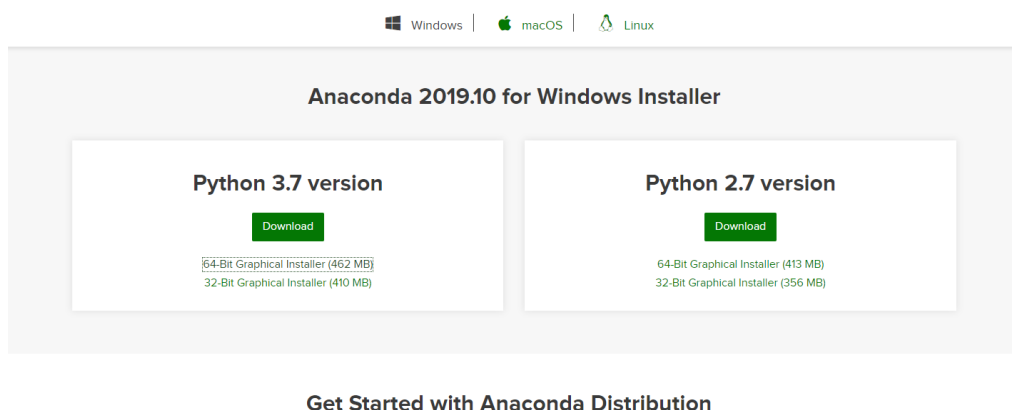 Windows macOS Linux
Anaconda 2019.10 for Windows Installer
Python 3.7 version
Download
64-Bit Graphical Installer (462 MB)
32-Bit Graphical Installer (410 MB)
Python 2.7 version
Download
64-Bit Graphical Installer (413 MB)
32-Bit Graphical Installer (356 MB)
Get Started with Anaconda Distribution